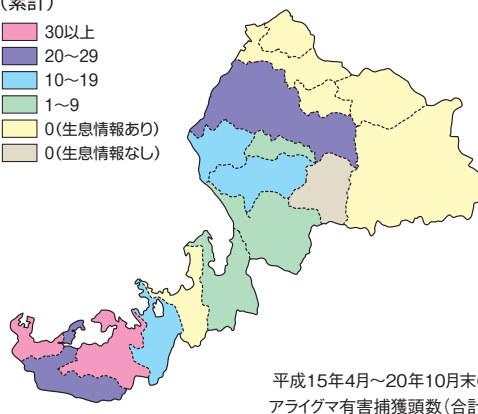 (累計)
30以上
20～29
10～19
1～9
0(生息情報あり)
0(生息情報なし)
平成15年4月～20年10月末
アライグマ有害捕獲頭数(合計